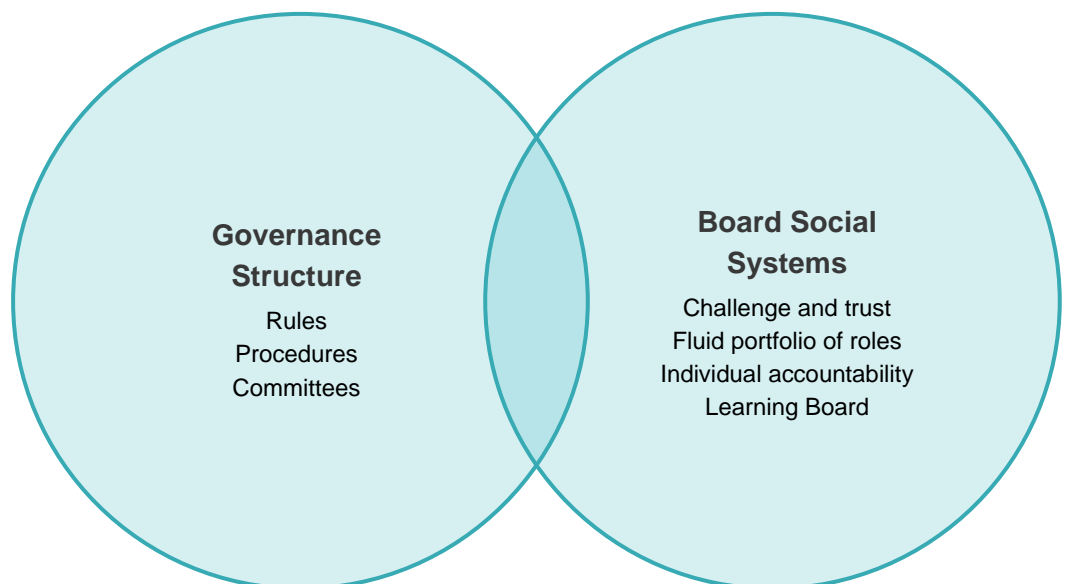 Governance
Structure
Rules
Procedures
Committees
Board Social
Systems
Challenge and trust
Fluid portfolio of roles
Individual accountability
Learning Board